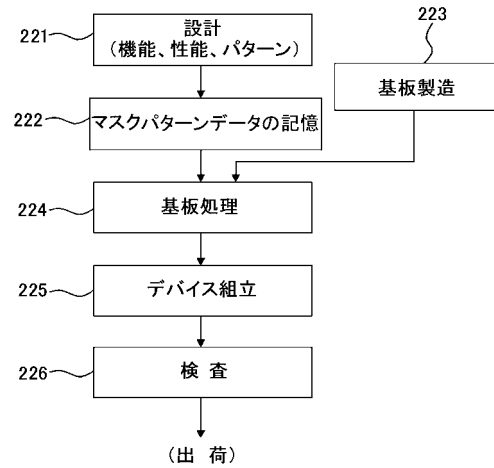 221
設計
(機能、性能、パターン)
223
基板製造
222
マスクパターンデータの記憶
224
基板処理
225
デバイス組立
226
検 査
(出 荷)